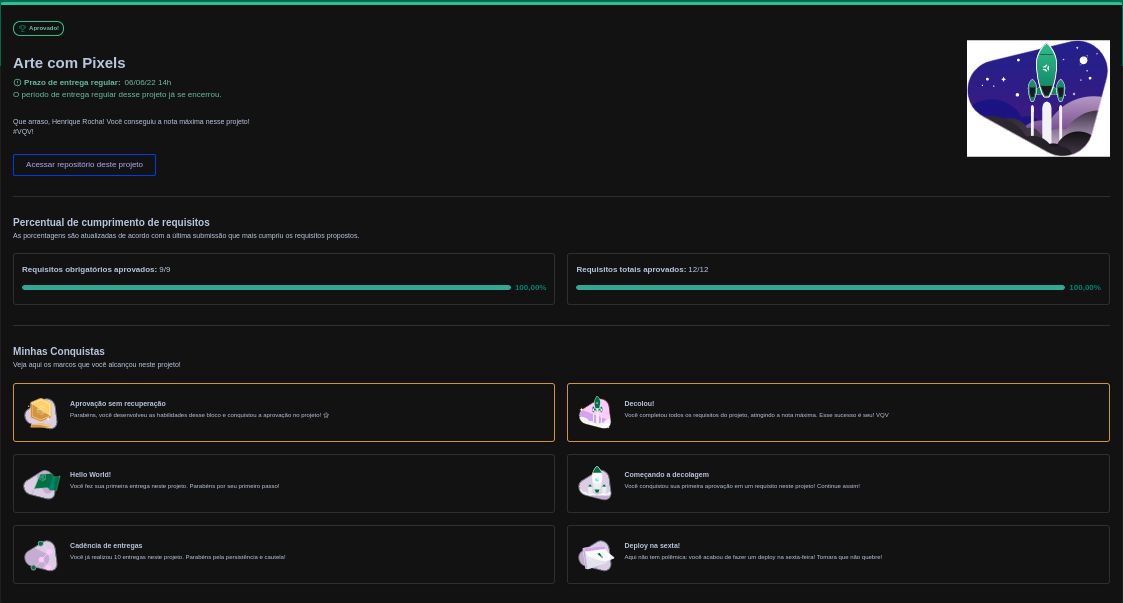 Aprovado!
Arte com Pixels
Prazo de entrega regular: 06/06/22 14h
O período de entrega regular desse projeto já se encerrou.
Que arraso, Henrique Rocha! Você conseguiu a nota máxima nesse projeto!
#VQV!
Acessar repositório deste projeto
Percentual de cumprimento de requisitos
As porcentagens são atualizadas de acordo com a última submissão que mais cumpriu os requisitos propostos.
Requisitos obrigatórios aprovados: 9/9
100,00%
Requisitos totais aprovados: 12/12
100,00%
Minhas Conquistas
Veja aqui os marcos que você alcançou neste projeto!
Aprovação sem recuperação
Parabéns, você desenvolveu as habilidades desse bloco e conquistou a aprovação no projeto! ☆
Decolou!
Você completou todos os requisitos do projeto, atingindo a nota máxima. Esse sucesso é seu! VQV
Hello World!
Você fez sua primeira entrega neste projeto. Parabéns por seu primeiro passo!
Começando a decolagem
Você conquistou sua primeira aprovação em um requisito neste projeto! Continue assim!
Cadência de entregas
Você já realizou 10 entregas neste projeto. Parabéns pela persistência e cautela!
Deploy na sexta!
Aqui não tem polêmica: você acabou de fazer um deploy na sexta-feira! Tomara que não quebre!